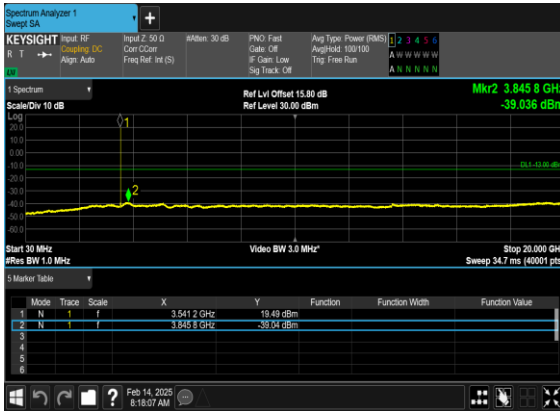 Spectrum Analyzer 1
Swept SA
+
KEYSIGHT Input: RF Input Z: 50 Ω #Atten: 30 dB PNO: Fast Avg Type: Power (RMS) 1 2 3 4 5 6
R T Coupling: DC Corr CCorr Gate: Off Avg|Hold: 100/100 A W W W W W
Align: Auto Freq Ref: Int (S) IF Gain: Low Trig: Free Run
Sig Track: Off A N N N N N
1 Spectrum Ref Lvl Offset 15.80 dB Mkr2 3.845 8 GHz
Scale/Div 10 dB Ref Level 30.00 dBm -39.036 dBm
Log
20.0
10.0
0.00
-10.0
DL1 -13.00 dBm
-20.0
-30.0
-40.0
-50.0
-60.0
1
2
Start 30 MHz Video BW 3.0 MHz* Stop 20.000 GHz
#Res BW 1.0 MHz Sweep 34.7 ms (40001 pts)
5 Marker Table
Mode Trace Scale X Y Function Function Width Function Value
1 N 1 f 3.541 2 GHz 19.49 dBm
2 N 1 f 3.845 8 GHz -39.04 dBm
3
4
5
6
? Feb 14, 2025
8:18:07 AM